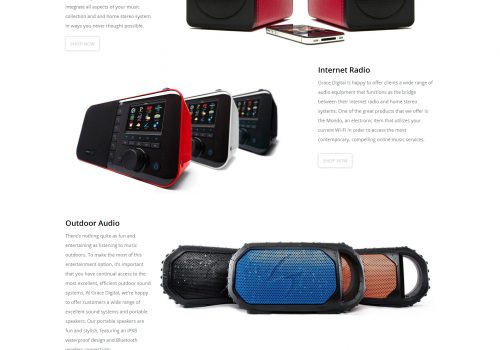 integrate all aspects of your music
collection and and home stereo system
in ways you never thought possible.
SHOP NOW
Internet Radio
Grace Digital is happy to offer clients a wide range of
audio equipment that functions as the bridge
between their internet radio and home stereo
systems. One of the great products that we offer is
the Mondo, an electronic item that utilizes your
current Wi-Fi in order to access the most
contemporary, compelling online music services.
SHOP NOW
Outdoor Audio
There's nothing quite as fun and
entertaining as listening to music
outdoors. To make the most of this
entertainment option, it's important
that you have continual access to the
most excellent, efficient outdoor sound
systems. At Grace Digital, we're happy
to offer customers a wide range of
excellent sound systems and portable
speakers. Our portable speakers are
fun and stylish, featuring an IPX8
waterproof design and Bluetooth
wireless connectivity.